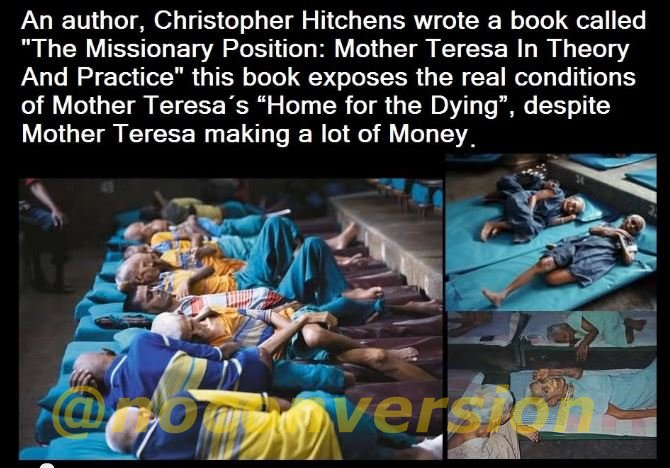 An author, Christopher Hitchens wrote a book called
"The Missionary Position: Mother Teresa In Theory
And Practice" this book exposes the real conditions
of Mother Teresa´s “Home for the Dying”, despite
Mother Teresa making a lot of Money.
@noconversion